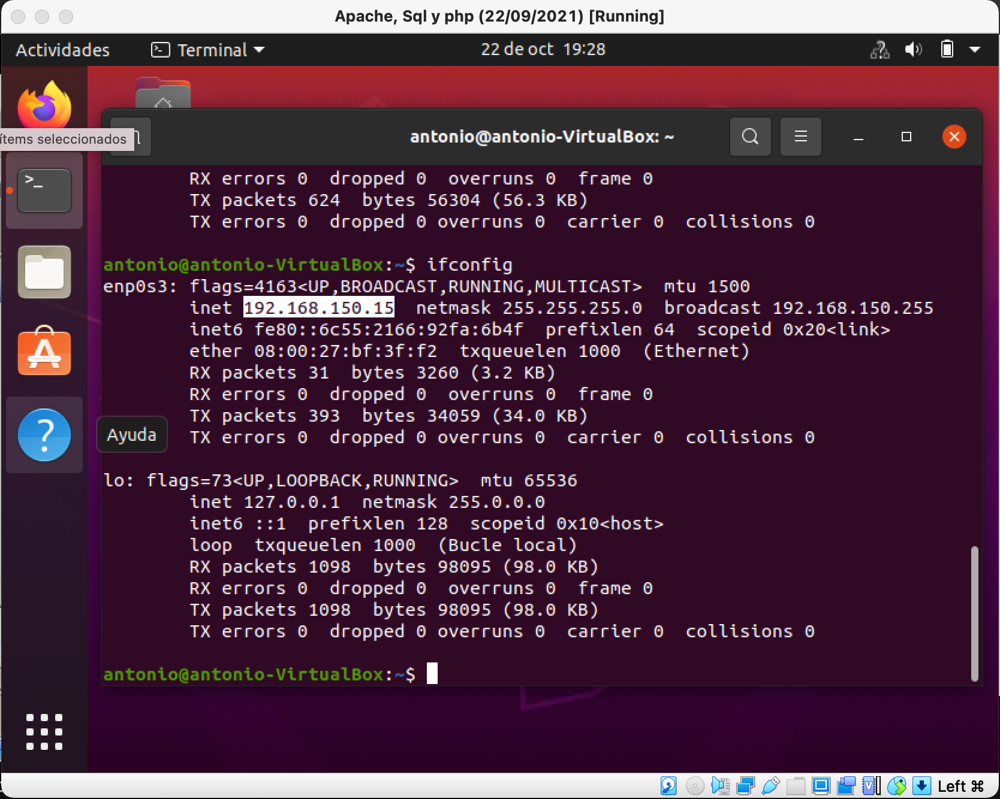 Apache, Sql y php (22/09/2021) [Running]
Actividades
Terminal
22 de oct 19:28
ítems seleccionados
antonio@antonio-VirtualBox: ~
RX errors 0  dropped 0  overruns 0  frame 0
TX packets 624  bytes 56304 (56.3 KB)
TX errors 0  dropped 0 overruns 0  carrier 0  collisions 0
antonio@antonio-VirtualBox:~$ ifconfig
enp0s3: flags=4163<UP,BROADCAST,RUNNING,MULTICAST>  mtu 1500
inet 192.168.150.15  netmask 255.255.255.0  broadcast 192.168.150.255
inet6 fe80::6c55:2166:92fa:6b4f  prefixlen 64  scopeid 0x20<link>
ether 08:00:27:bf:3f:f2  txqueuelen 1000  (Ethernet)
RX packets 31  bytes 3260 (3.2 KB)
RX errors 0  dropped 0  overruns 0  frame 0
TX packets 393  bytes 34059 (34.0 KB)
Ayuda
TX errors 0  dropped 0 overruns 0  carrier 0  collisions 0
lo: flags=73<UP,LOOPBACK,RUNNING>  mtu 65536
inet 127.0.0.1  netmask 255.0.0.0
inet6 ::1  prefixlen 128  scopeid 0x10<host>
loop  txqueuelen 1000  (Bucle local)
RX packets 1098  bytes 98095 (98.0 KB)
RX errors 0  dropped 0  overruns 0  frame 0
TX packets 1098  bytes 98095 (98.0 KB)
TX errors 0  dropped 0 overruns 0  carrier 0  collisions 0
antonio@antonio-VirtualBox:~$
Left ⌘